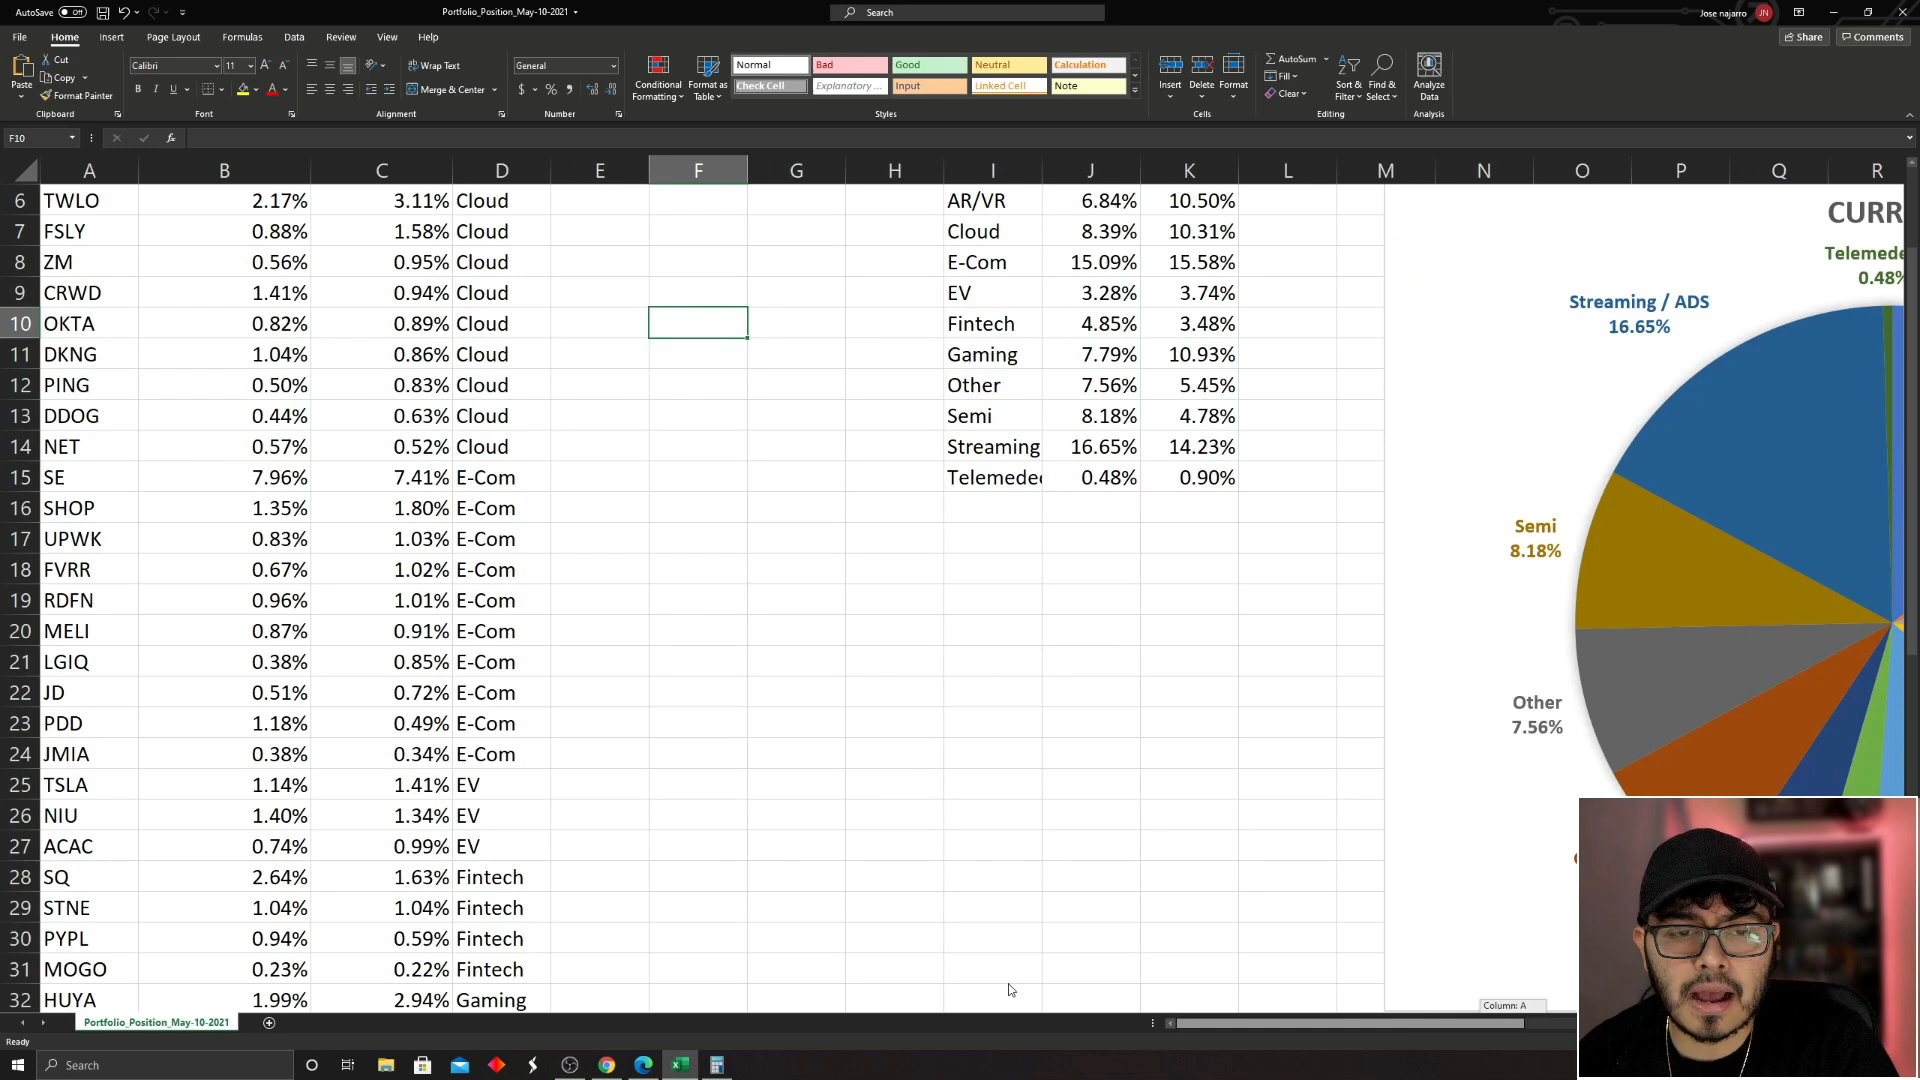 AutoSave Off
Portfolio_Position_May-10-2021
Search
Jose najarro JN
File Home Insert Page Layout Formulas Data Review View Help
Share Comments
Paste
Cut
Copy
Format Painter
Clipboard
Calibri 11
B I U
Font
Wrap Text
Merge & Center
Alignment
General
$ %
Number
Conditional Formatting
Format as Table
Normal Bad Good Neutral Calculation
Check Cell Explanatory ... Input Linked Cell Note
Styles
Insert Delete Format
Cells
AutoSum
Fill
Clear
Sort & Filter
Find & Select
Editing
Analyze Data
Analysis
F10 fx
A B C D E F G H I J K L M N O P Q R
6 TWLO 2.17% 3.11% Cloud AR/VR 6.84% 10.50%
7 FSLY 0.88% 1.58% Cloud Cloud 8.39% 10.31%
8 ZM 0.56% 0.95% Cloud E-Com 15.09% 15.58%
9 CRWD 1.41% 0.94% Cloud EV 3.28% 3.74%
10 OKTA 0.82% 0.89% Cloud Fintech 4.85% 3.48%
11 DKNG 1.04% 0.86% Cloud Gaming 7.79% 10.93%
12 PING 0.50% 0.83% Cloud Other 7.56% 5.45%
13 DDOG 0.44% 0.63% Cloud Semi 8.18% 4.78%
14 NET 0.57% 0.52% Cloud Streaming 16.65% 14.23%
15 SE 7.96% 7.41% E-Com Telemede 0.48% 0.90%
16 SHOP 1.35% 1.80% E-Com
17 UPWK 0.83% 1.03% E-Com
18 FVRR 0.67% 1.02% E-Com
19 RDFN 0.96% 1.01% E-Com
20 MELI 0.87% 0.91% E-Com
21 LGIQ 0.38% 0.85% E-Com
22 JD 0.51% 0.72% E-Com
23 PDD 1.18% 0.49% E-Com
24 JMIA 0.38% 0.34% E-Com
25 TSLA 1.14% 1.41% EV
26 NIU 1.40% 1.34% EV
27 ACAC 0.74% 0.99% EV
28 SQ 2.64% 1.63% Fintech
29 STNE 1.04% 1.04% Fintech
30 PYPL 0.94% 0.59% Fintech
31 MOGO 0.23% 0.22% Fintech
32 HUYA 1.99% 2.94% Gaming
CURR
Telemede
0.48%
Streaming / ADS
16.65%
Semi
8.18%
Other
7.56%
Column: A
Portfolio_Position_May-10-2021
Ready
Search